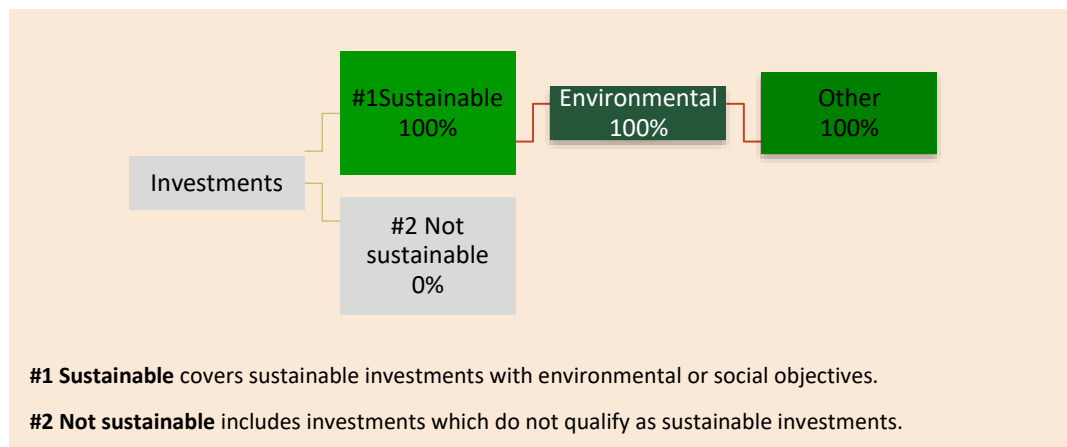 #1Sustainable
100%
Environmental
100%
Other
100%
Investments
#2 Not
sustainable
0%
#1 Sustainable covers sustainable investments with environmental or social objectives.
#2 Not sustainable includes investments which do not qualify as sustainable investments.